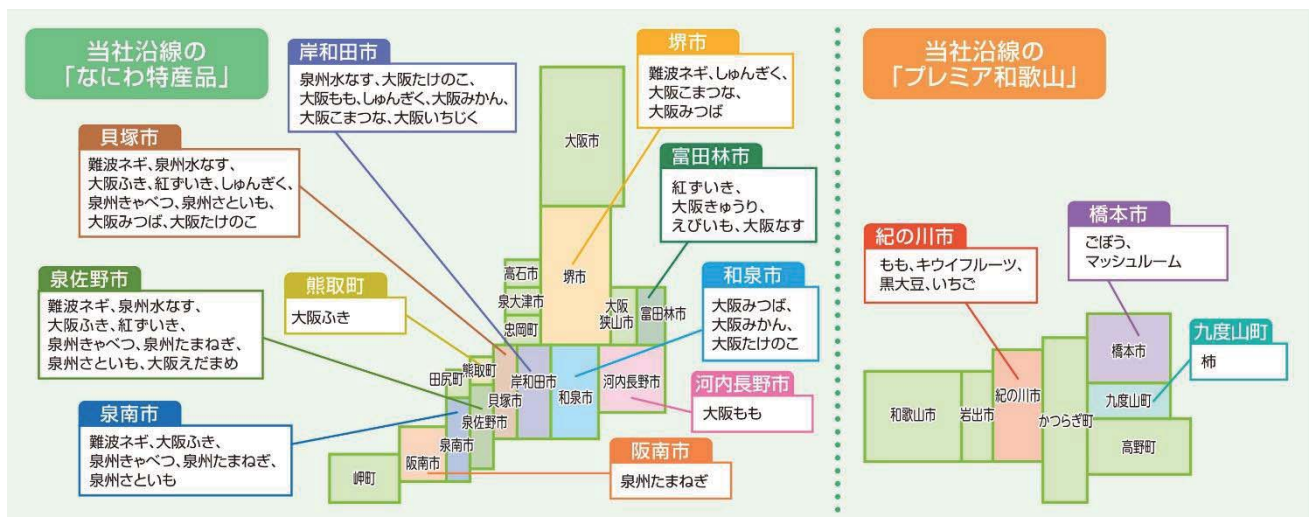 当社沿線の
「なにわ特産品」
岸和田市
泉州水なす、大阪たけのこ、
大阪もも、しゅんぎく、大阪みかん、
大阪こまつな、大阪いちじく
堺市
難波ネギ、しゅんぎく、
大阪こまつな、
大阪みつば
貝塚市
難波ネギ、泉州水なす、
大阪ふき、紅ずいき、しゅんぎく、
泉州きゃべつ、泉州さといも、
大阪みつば、大阪たけのこ
富田林市
紅ずいき、
大阪きゅうり、
えびいも、大阪なす
泉佐野市
難波ネギ、泉州水なす、
大阪ふき、紅ずいき、
泉州きゃべつ、泉州たまねぎ、
泉州さといも、大阪えだまめ
熊取町
大阪ふき
和泉市
大阪みつば、
大阪みかん、
大阪たけのこ
河内長野市
大阪もも
泉南市
難波ネギ、大阪ふき、
泉州きゃべつ、泉州たまねぎ、
泉州さといも
阪南市
泉州たまねぎ
大阪市
堺市
高石市
泉大津市
忠岡町
大阪
狭山市
富田林市
熊取町
田尻町
貝塚市
岸和田市
和泉市
河内長野市
泉佐野市
泉南市
阪南市
岬町
当社沿線の
「プレミア和歌山」
紀の川市
もも、キウイフルーツ、
黒大豆、いちご
橋本市
ごぼう、
マッシュルーム
九度山町
柿
橋本市
紀の川市
九度山町
和歌山市
岩出市
かつらぎ町
高野町